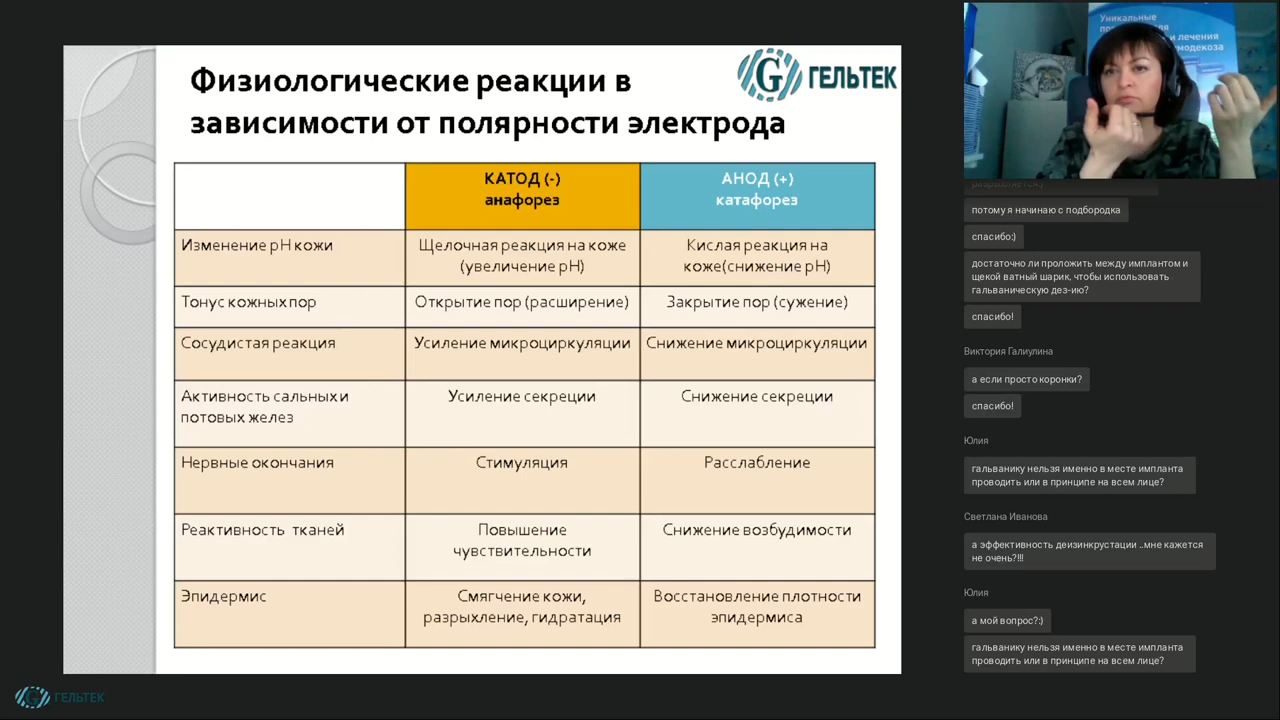 Физиологические реакции в
зависимости от полярности электрода
ГЕЛЬТЕК
КАТОД (-)
анафорез
АНОД (+)
катафорез
Изменение pH кожи
Щелочная реакция на коже
(увеличение pH)
Кислая реакция на
коже(снижение pH)
Тонус кожных пор
Открытие пор (расширение)
Закрытие пор (сужение)
Сосудистая реакция
Усиление микроциркуляции
Снижение микроциркуляции
Активность сальных и
потовых желез
Усиление секреции
Снижение секреции
Нервные окончания
Стимуляция
Расслабление
Реактивность тканей
Повышение
чувствительности
Снижение возбудимости
Эпидермис
Смягчение кожи,
разрыхление, гидратация
Восстановление плотности
эпидермиса
ГЕЛЬТЕК
Уникальные
лечения
потому я начинаю с подбородка
спасибо:)
достаточно ли проложить между имплантом и
щекой ватный шарик, чтобы использовать
гальваническую дез-ию?
спасибо!
Виктория Галиулина
а если просто коронки?
спасибо!
Юлия
гальванику нельзя именно в месте импланта
проводить или в принципе на всем лице?
Светлана Иванова
а эффективность деизинкрустации ..мне кажется
не очень?!!!
Юлия
а мой вопрос?:)
гальванику нельзя именно в месте импланта
проводить или в принципе на всем лице?